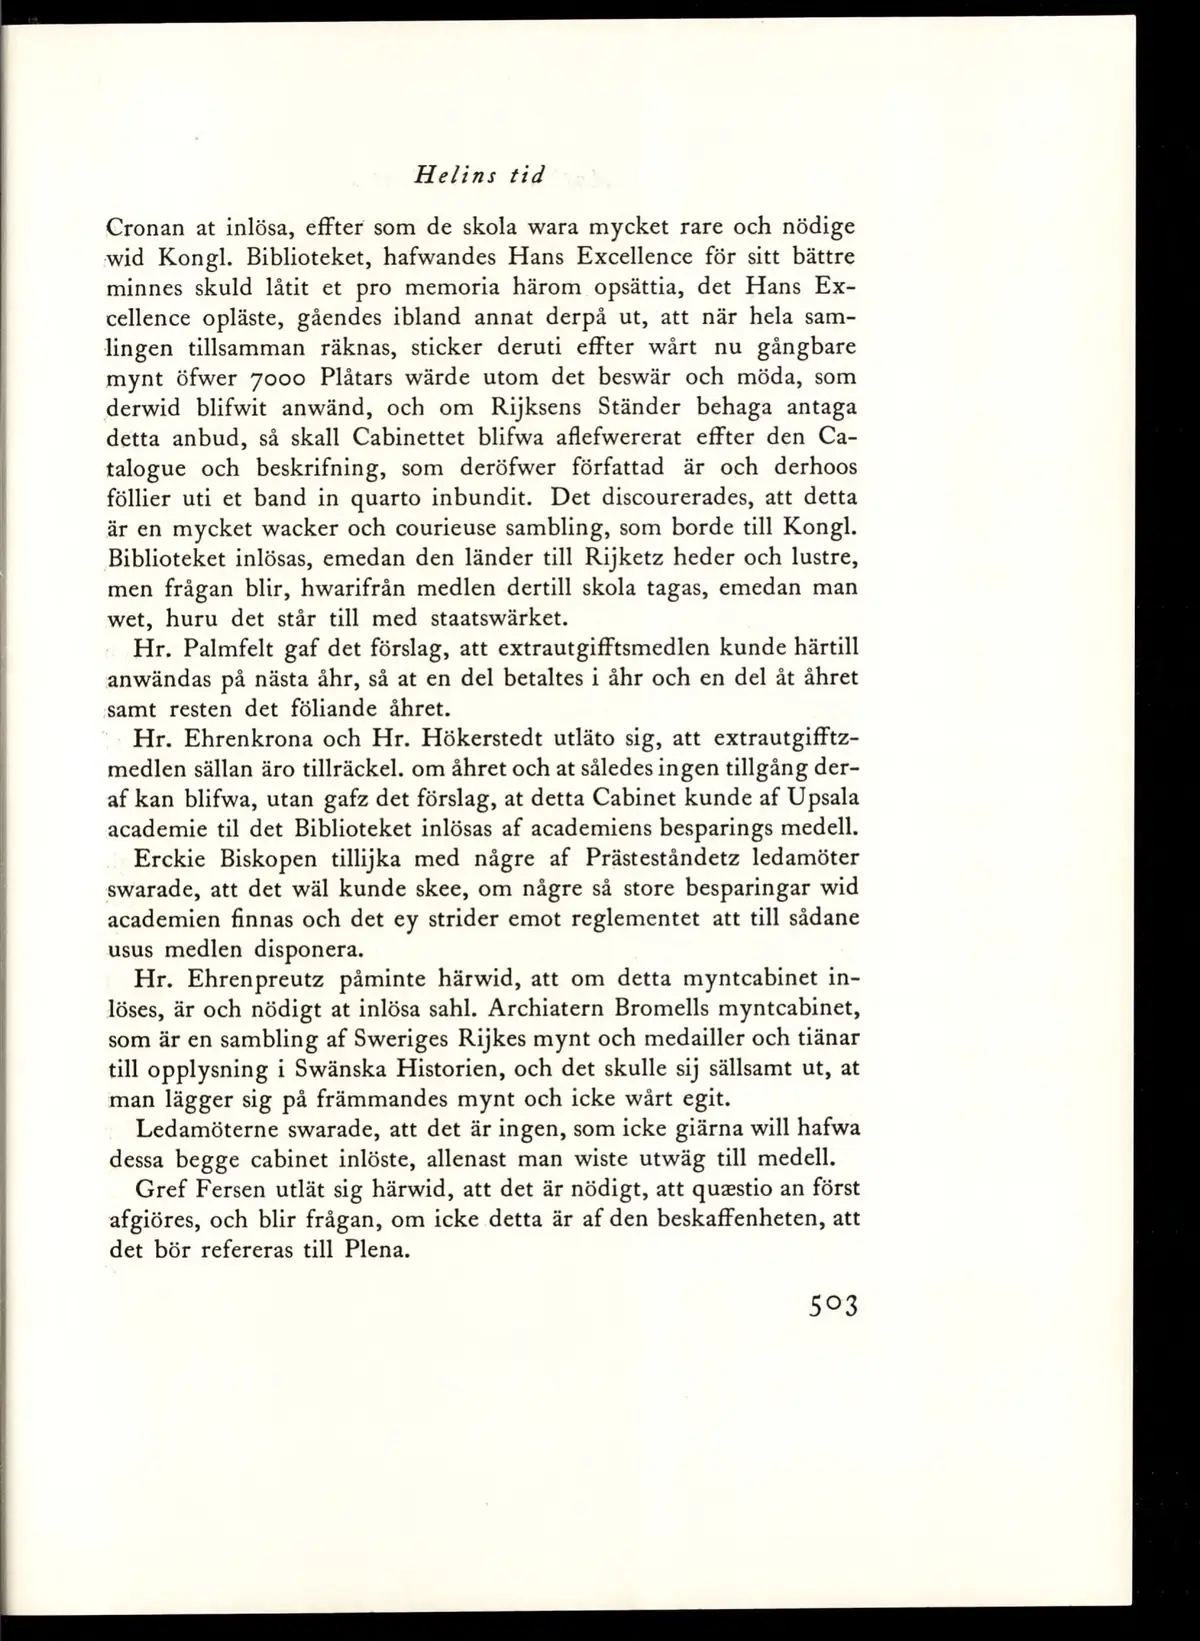 Helins tid
Cronan at inlösa, effter som de skola wara mycket rare och nödige
wid Kongl. Biblioteket, hafwandes Hans Excellence för sitt bättre
minnes skuld låtit et pro memoria härom opsättia, det Hans Ex-
cellence opläste, gåendes ibland annat derpå ut, att när hela sam-
lingen tillsamman räknas, sticker deruti effter wårt nu gångbare
mynt öfwer 7000 Plåtars wärde utom det beswär och möda, som
derwid blifwit anwänd, och om Rijksens Ständer behaga antaga
detta anbud, så skall Cabinettet blifwa aflefwererat effter den Ca-
talogue och beskrifning, som deröfwer författad är och derhoos
föllier uti et band in quarto inbundit. Det discourerades, att detta
är en mycket wacker och courieuse sambling, som borde till Kongl.
Biblioteket inlösas, emedan den länder till Rijketz heder och lustre,
men frågan blir, hwarifrån medlen dertill skola tagas, emedan man
wet, huru det står till med staatswärket.
Hr. Palmfelt gaf det förslag, att extrautgifftsmedlen kunde härtill
anwändas på nästa åhr, så at en del betaltes i åhr och en del åt åhret
samt resten det föliande åhret.
Hr. Ehrenkrona och Hr. Hökerstedt utläto sig, att extrautgifftz-
medlen sällan äro tillräckel. om åhret och at således ingen tillgång der-
af kan blifwa, utan gafz det förslag, at detta Cabinet kunde af Upsala
academie til det Biblioteket inlösas af academiens besparings medell.
Erckie Biskopen tillijka med någre af Prästeståndetz ledamöter
swarade, att det wäl kunde skee, om någre så store besparingar wid
academien finnas och det ey strider emot reglementet att till sådane
usus medlen disponera.
Hr. Ehrenpreutz påminte härwid, att om detta myntcabinet in-
löses, är och nödigt at inlösa sahl. Archiatern Bromells myntcabinet,
som är en sambling af Sweriges Rijkes mynt och medailler och tiänar
till opplysning i Swänska Historien, och det skulle sij sällsamt ut, at
man lägger sig på främmandes mynt och icke wårt egit.
Ledamöterne swarade, att det är ingen, som icke giärna will hafwa
dessa begge cabinet inlöste, allenast man wiste utwäg till medell.
Gref Fersen utlät sig härwid, att det är nödigt, att quæstio an först
afgiöres, och blir frågan, om icke detta är af den beskaffenheten, att
det bör refereras till Plena.
503